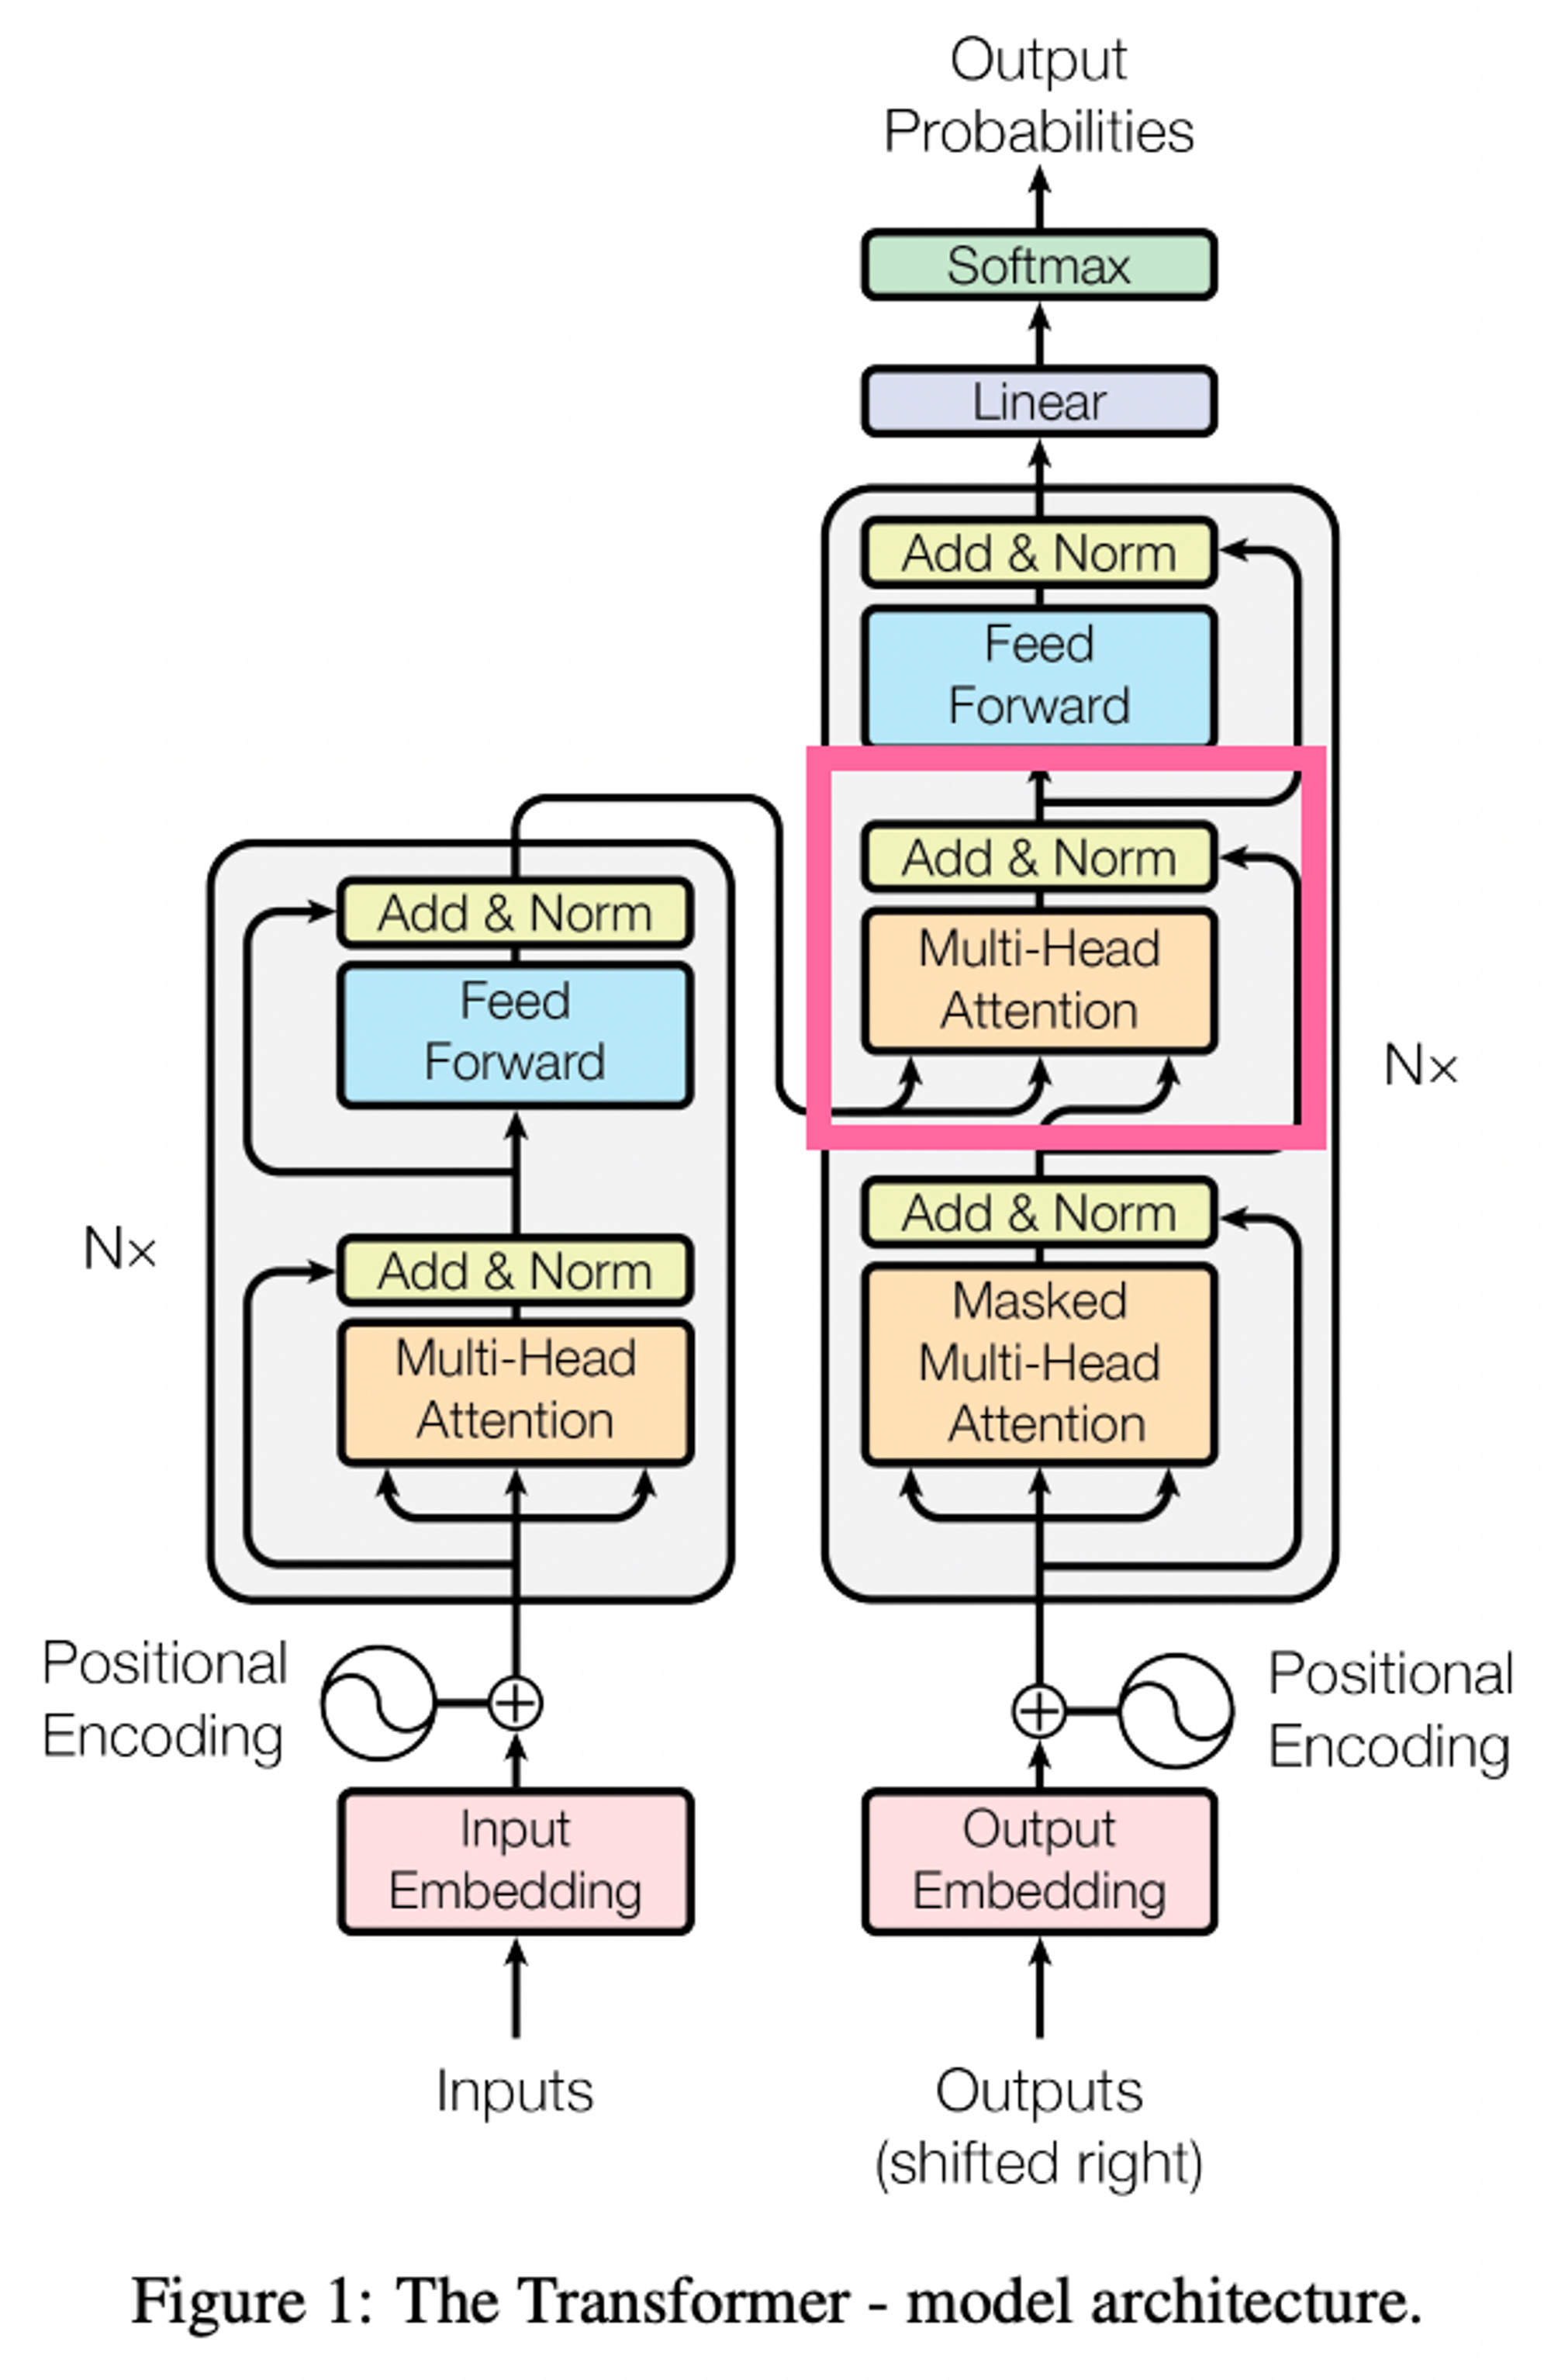 Output
Probabilities
Softmax
Linear
Add & Norm
Feed
Forward
Add & Norm
Multi-Head
Attention
N×
Add & Norm
Masked
Multi-Head
Attention
Add & Norm
Feed
Forward
N×
Add & Norm
Multi-Head
Attention
Positional
Encoding
Positional
Encoding
Input
Embedding
Output
Embedding
Inputs
Outputs
(shifted right)
Figure 1: The Transformer - model architecture.